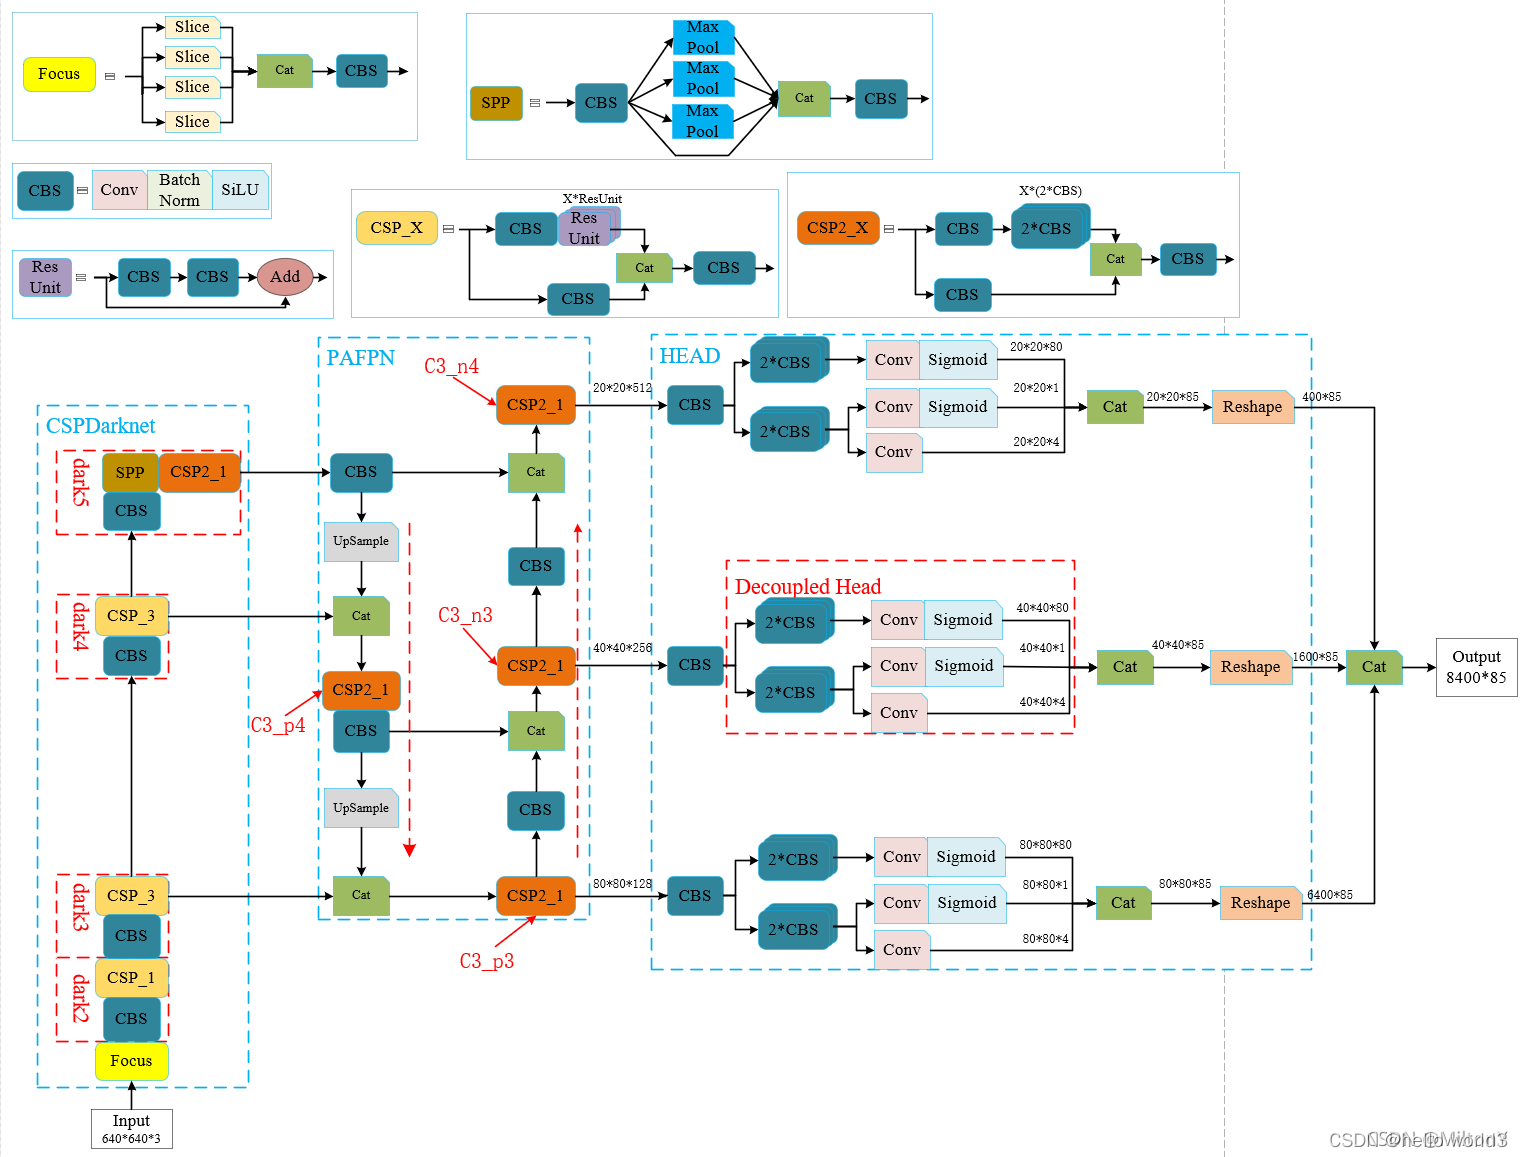 Focus
Slice
Slice
Slice
Slice
Cat
CBS
SPP
CBS
Max
Pool
Max
Pool
Max
Pool
Cat
CBS
CBS
Conv
Batch
Norm
SiLU
Res
Unit
CBS
CBS
Add
CSP_X
CBS
X*ResUnit
Res
Unit
CBS
Cat
CBS
CSP2_X
CBS
X*(2*CBS)
2*CBS
CBS
Cat
CBS
CSPDarknet
dark5
SPP
CSP2_1
CBS
dark4
CSP_3
CBS
dark3
CSP_3
CBS
dark2
CSP_1
CBS
Focus
Input
640*640*3
PAFPN
CBS
UpSample
Cat
CSP2_1
CBS
UpSample
Cat
C3_p4
C3_n4
CSP2_1
Cat
CBS
C3_n3
CSP2_1
Cat
CBS
CSP2_1
C3_p3
20*20*512
40*40*256
80*80*128
HEAD
CBS
2*CBS
2*CBS
Conv
Sigmoid
20*20*80
Conv
Sigmoid
20*20*1
Conv
20*20*4
Cat
20*20*85
Reshape
400*85
CBS
Decoupled Head
2*CBS
2*CBS
Conv
Sigmoid
40*40*80
Conv
Sigmoid
40*40*1
Conv
40*40*4
Cat
40*40*85
Reshape
1600*85
CBS
2*CBS
2*CBS
Conv
Sigmoid
80*80*80
Conv
Sigmoid
80*80*1
Conv
80*80*4
Cat
80*80*85
Reshape
6400*85
Cat
Output
8400*85
CSDN @hello world3